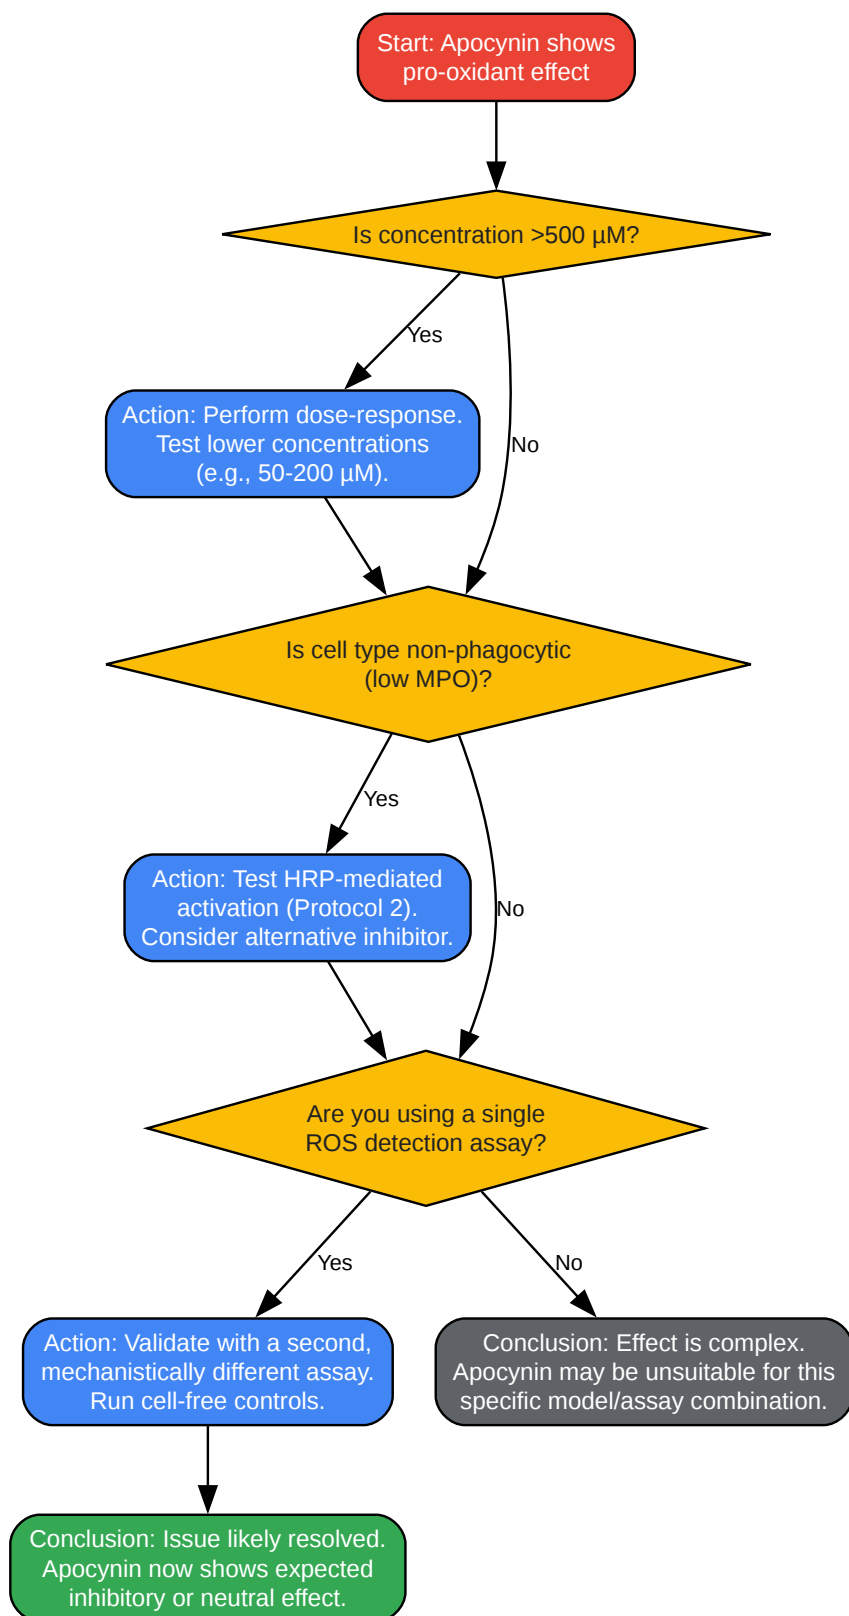 Start: Apocynin shows
pro-oxidant effect
Is concentration >500 µM?
Yes
Action: Perform dose-response.
Test lower concentrations
(e.g., 50-200 µM).
No
Is cell type non-phagocytic
(low MPO)?
Yes
Action: Test HRP-mediated
activation (Protocol 2).
Consider alternative inhibitor.
No
Are you using a single
ROS detection assay?
Yes
No
Action: Validate with a second,
mechanistically different assay.
Run cell-free controls.
Conclusion: Effect is complex.
Apocynin may be unsuitable for this
specific model/assay combination.
Conclusion: Issue likely resolved.
Apocynin now shows expected
inhibitory or neutral effect.